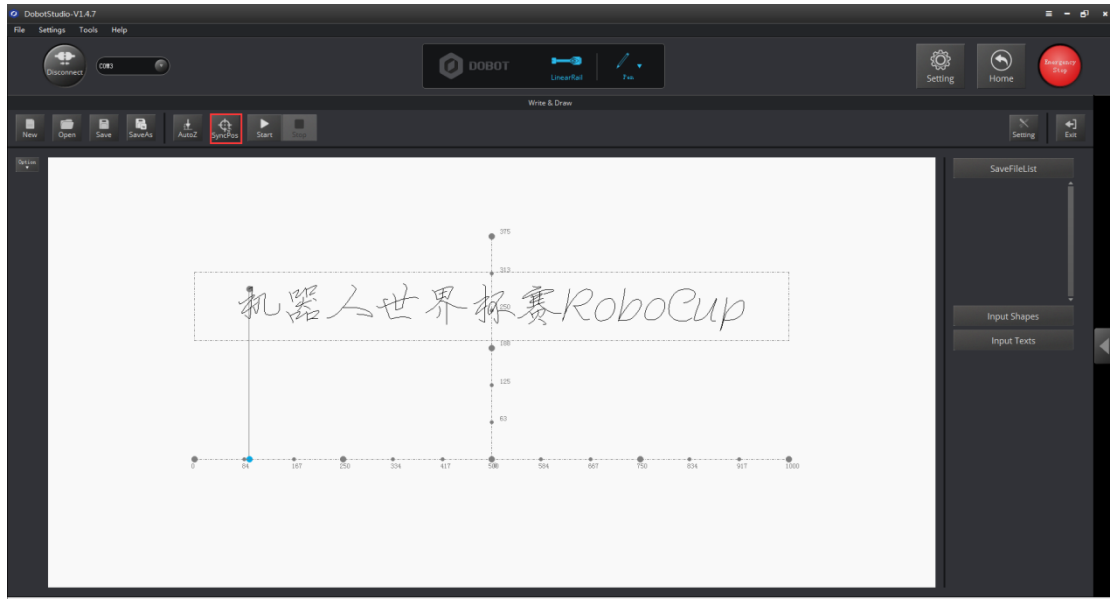 DobotStudio-V1.4.7
File Settings Tools Help
Disconnect COM3 DOBOT LinearRail Pen Setting Home Emergency Stop
Write & Draw
New Open Save SaveAs AutoZ SyncPos Start Stop Setting Exit
Option
SaveFileList
375
313
机器人世界杯赛RoboCup
250
188
125
63
0 84 167 250 334 417 500 584 667 750 834 917 1000
Input Shapes
Input Texts